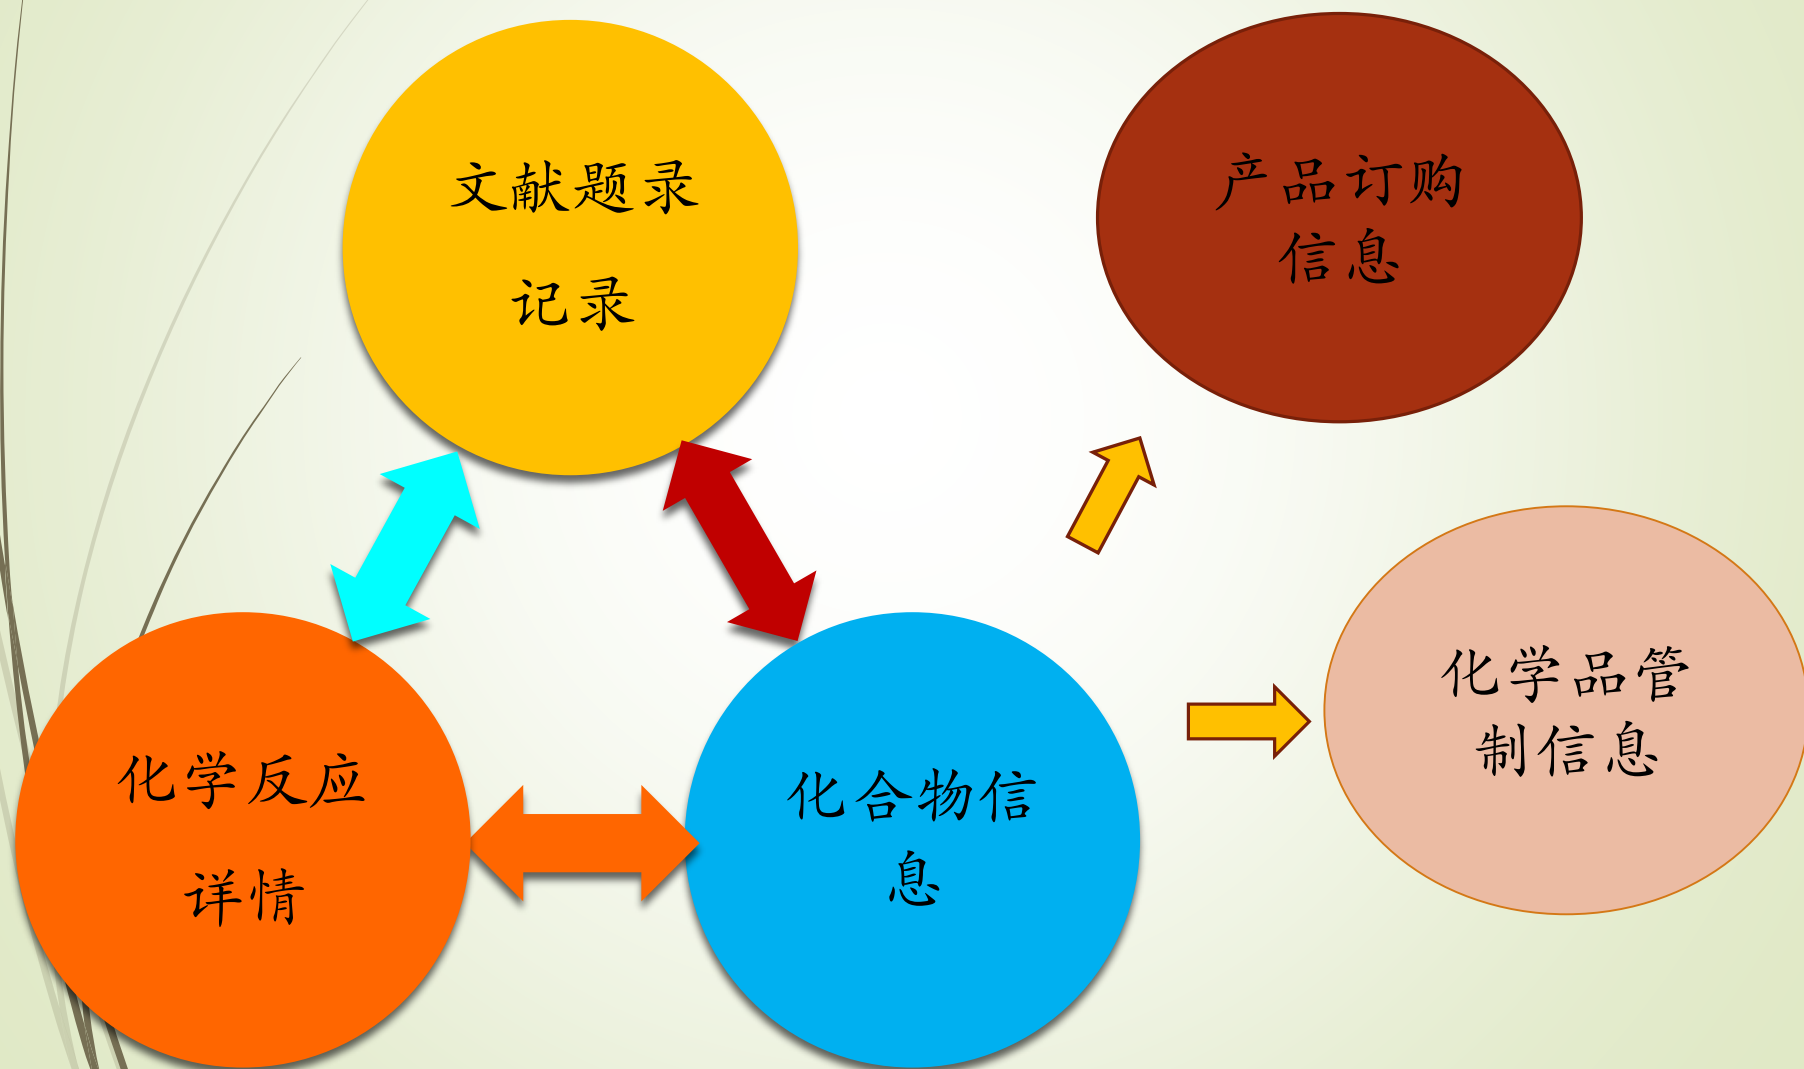 文献题录
记录
产品订购
信息
化学反应
详情
化合物信
息
化学品管
制信息